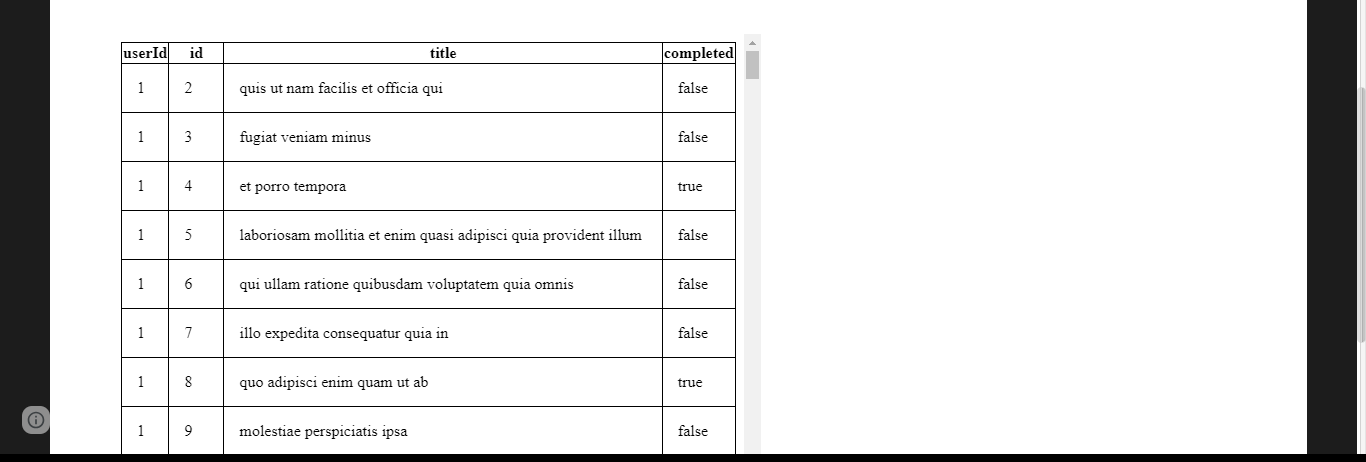 userId id title completed
1 2 quis ut nam facilis et officia qui false
1 3 fugiat veniam minus false
1 4 et porro tempora true
1 5 laboriosam mollitia et enim quasi adipisci quia provident illum false
1 6 qui ullam ratione quibusdam voluptatem quia omnis false
1 7 illo expedita consequatur quia in false
1 8 quo adipisci enim quam ut ab true
1 9 molestiae perspiciatis ipsa false